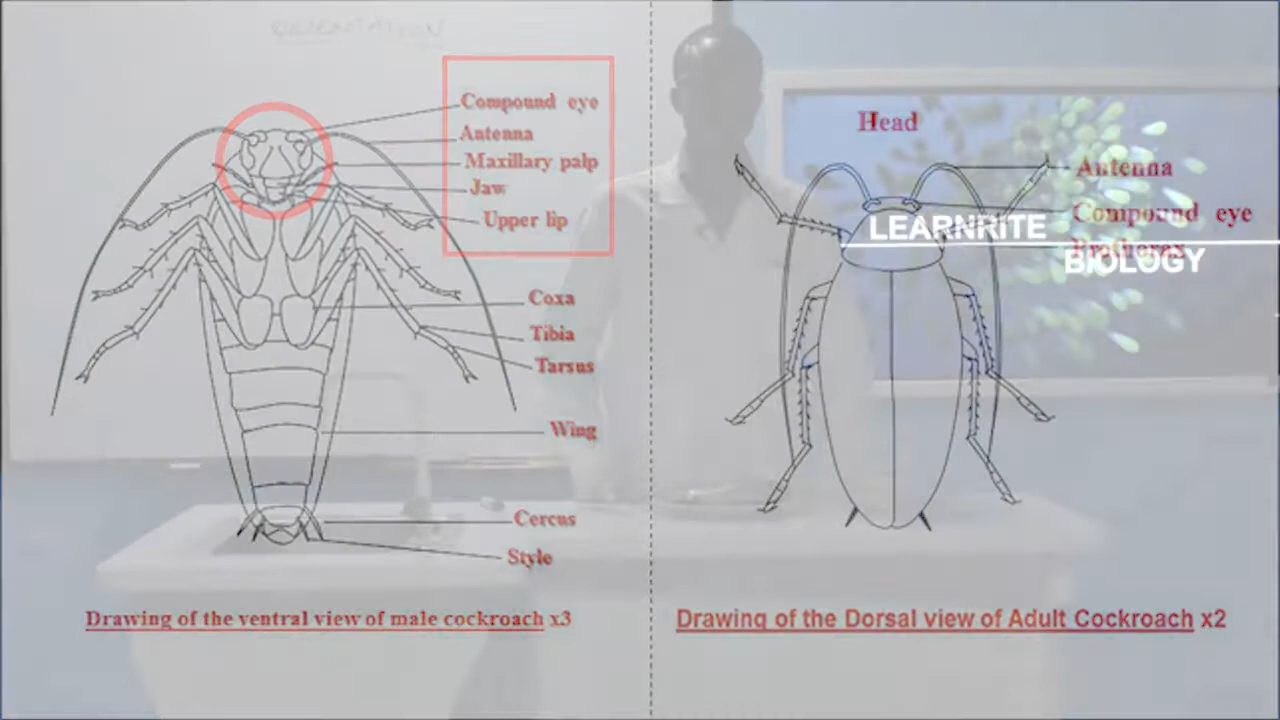 Compound eye
Antenna
Maxillary palp
Jaw
Upper lip
Coxa
Tibia
Tarsus
Wing
Cercus
Style
Drawing of the ventral view of male cockroach x3
Head
Antenna
Compound eye
LEARNRITE
Prothorax
BIOLOGY
Drawing of the Dorsal view of Adult Cockroach x2